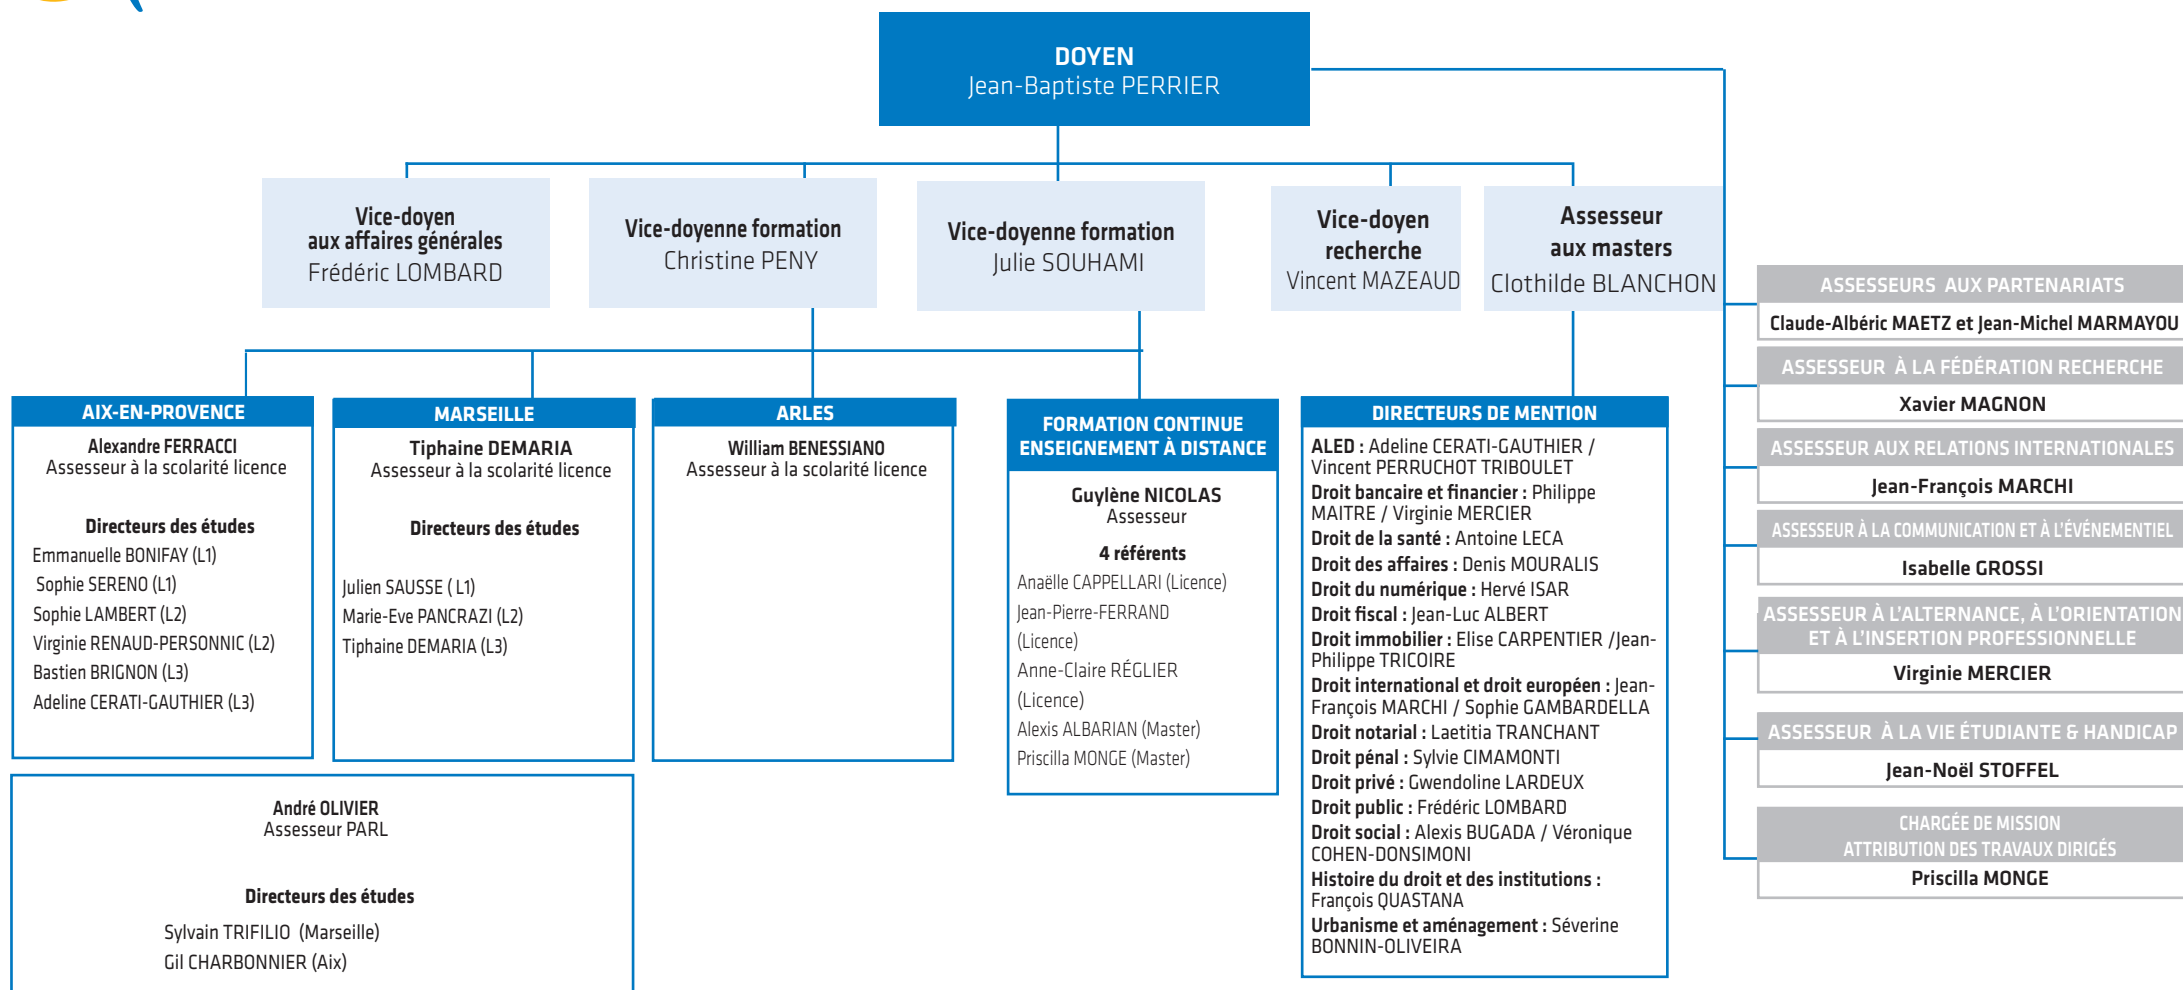 DOYEN
Jean-Baptiste PERRIER
Vice-doyen
aux affaires générales
Frédéric LOMBARD
Vice-doyenne formation
Christine PENY
Vice-doyenne formation
Julie SOUHAMI
Vice-doyen
recherche
Vincent MAZEAUD
Assesseur
aux masters
Clothilde BLANCHON
AIX-EN-PROVENCE
Alexandre FERRACCI
Assesseur à la scolarité licence
Directeurs des études
Emmanuelle BONIFAY (L1)
Sophie SERENO (L1)
Sophie LAMBERT (L2)
Virginie RENAUD-PERSONNIC (L2)
Bastien BRIGNON (L3)
Adeline CERATI-GAUTHIER (L3)
MARSEILLE
Tiphaine DEMARIA
Assesseur à la scolarité licence
Directeurs des études
Julien SAUSSE ( L1)
Marie-Eve PANCRAZI (L2)
Tiphaine DEMARIA (L3)
ARLES
William BENESSIANO
Assesseur à la scolarité licence
FORMATION CONTINUE
ENSEIGNEMENT À DISTANCE
Guylène NICOLAS
Assesseur
4 référents
Anaëlle CAPPELLARI (Licence)
Jean-Pierre-FERRAND
(Licence)
Anne-Claire RÉGLIER
(Licence)
Alexis ALBARIAN (Master)
Priscilla MONGE (Master)
DIRECTEURS DE MENTION
ALED : Adeline CERATI-GAUTHIER /
Vincent PERRUCHOT TRIBOULET
Droit bancaire et financier : Philippe
MAITRE / Virginie MERCIER
Droit de la santé : Antoine LECA
Droit des affaires : Denis MOURALIS
Droit du numérique : Hervé ISAR
Droit fiscal : Jean-Luc ALBERT
Droit immobilier : Elise CARPENTIER /Jean-
Philippe TRICOIRE
Droit international et droit européen : Jean-
François MARCHI / Sophie GAMBARDELLA
Droit notarial : Laetitia TRANCHANT
Droit pénal : Sylvie CIMAMONTI
Droit privé : Gwendoline LARDEUX
Droit public : Frédéric LOMBARD
Droit social : Alexis BUGADA / Véronique
COHEN-DONSIMONI
Histoire du droit et des institutions :
François QUASTANA
Urbanisme et aménagement : Séverine
BONNIN-OLIVEIRA
André OLIVIER
Assesseur PARL
Directeurs des études
Sylvain TRIFILIO (Marseille)
Gil CHARBONNIER (Aix)
ASSESSEURS AUX PARTENARIATS
Claude-Albéric MAETZ et Jean-Michel MARMAYOU
ASSESSEUR À LA FÉDÉRATION RECHERCHE
Xavier MAGNON
ASSESSEUR AUX RELATIONS INTERNATIONALES
Jean-François MARCHI
ASSESSEUR À LA COMMUNICATION ET À L'ÉVÉNEMENTIEL
Isabelle GROSSI
ASSESSEUR À L'ALTERNANCE, À L'ORIENTATION
ET À L'INSERTION PROFESSIONNELLE
Virginie MERCIER
ASSESSEUR À LA VIE ÉTUDIANTE & HANDICAP
Jean-Noël STOFFEL
CHARGÉE DE MISSION
ATTRIBUTION DES TRAVAUX DIRIGÉS
Priscilla MONGE